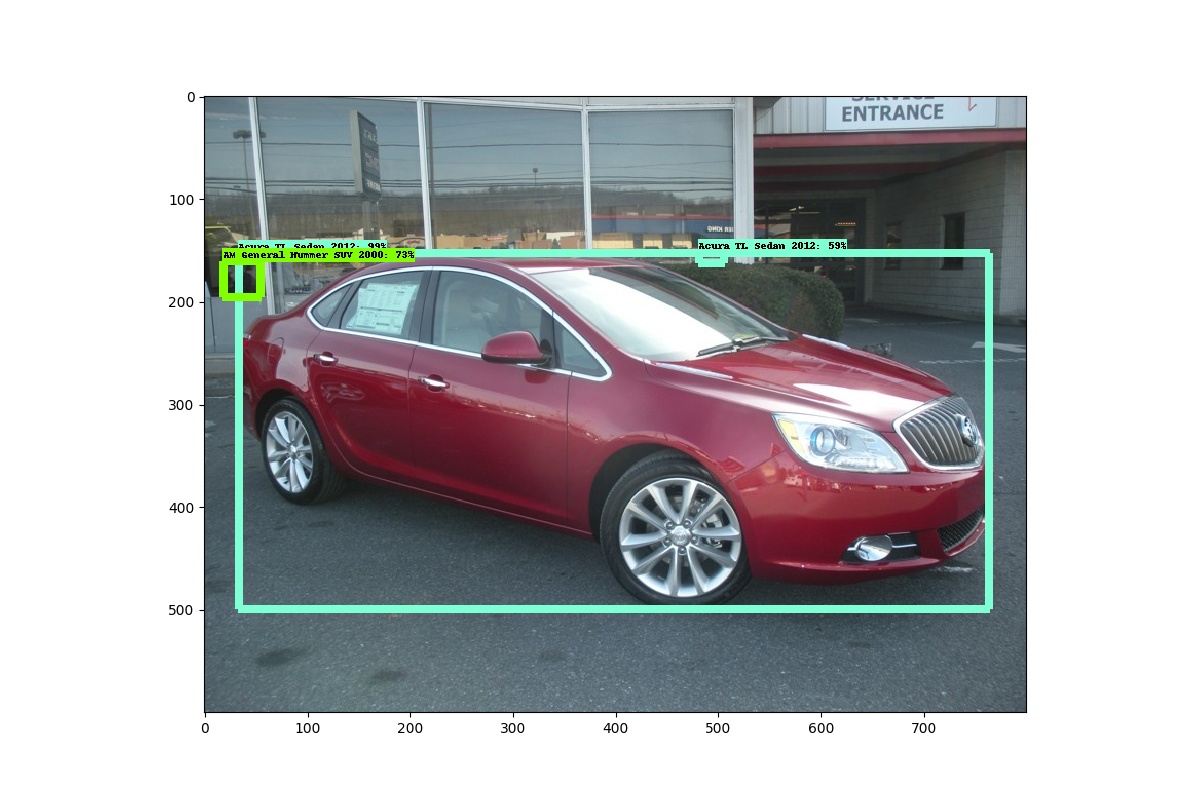 0
100
200
300
400
500
0 100 200 300 400 500 600 700
SERVICE
ENTRANCE
Acura TL Sedan 2012: 99%
AM General Hummer SUV 2000: 73%
Acura TL Sedan 2012: 59%